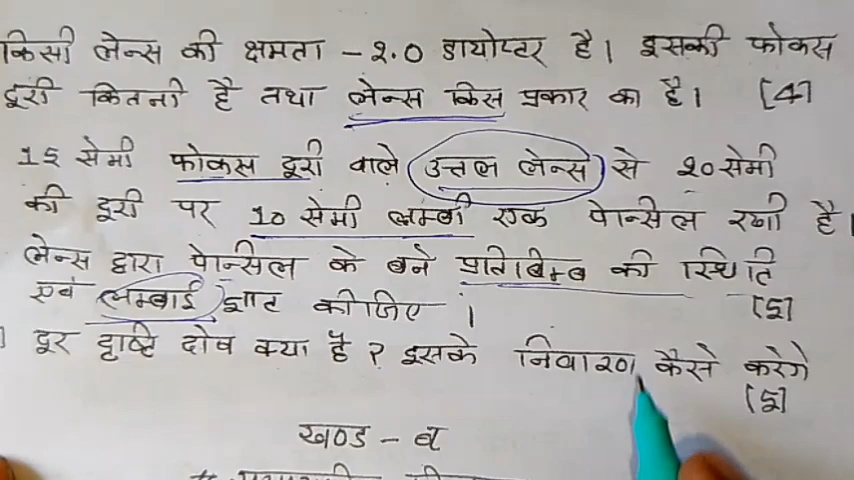 किसी लेन्स की क्षमता -2.0 डायोप्टर है। इसकी फोकस
दूरी कितनी है तथा लेन्स किस प्रकार का है। [4]
15 सेमी फोकस दूरी वाले उत्तल लेन्स से 20 सेमी
की दूरी पर 10 सेमी लम्बी एक पेन्सिल रखी है।
लेन्स द्वारा पेन्सिल के बने प्रतिबिम्ब की स्थिति
एवं लम्बाई ज्ञात कीजिए । [5]
दूर दृष्टि दोष क्या है ? इसके निवारण कैसे करेगे
[5]
खण्ड - ब